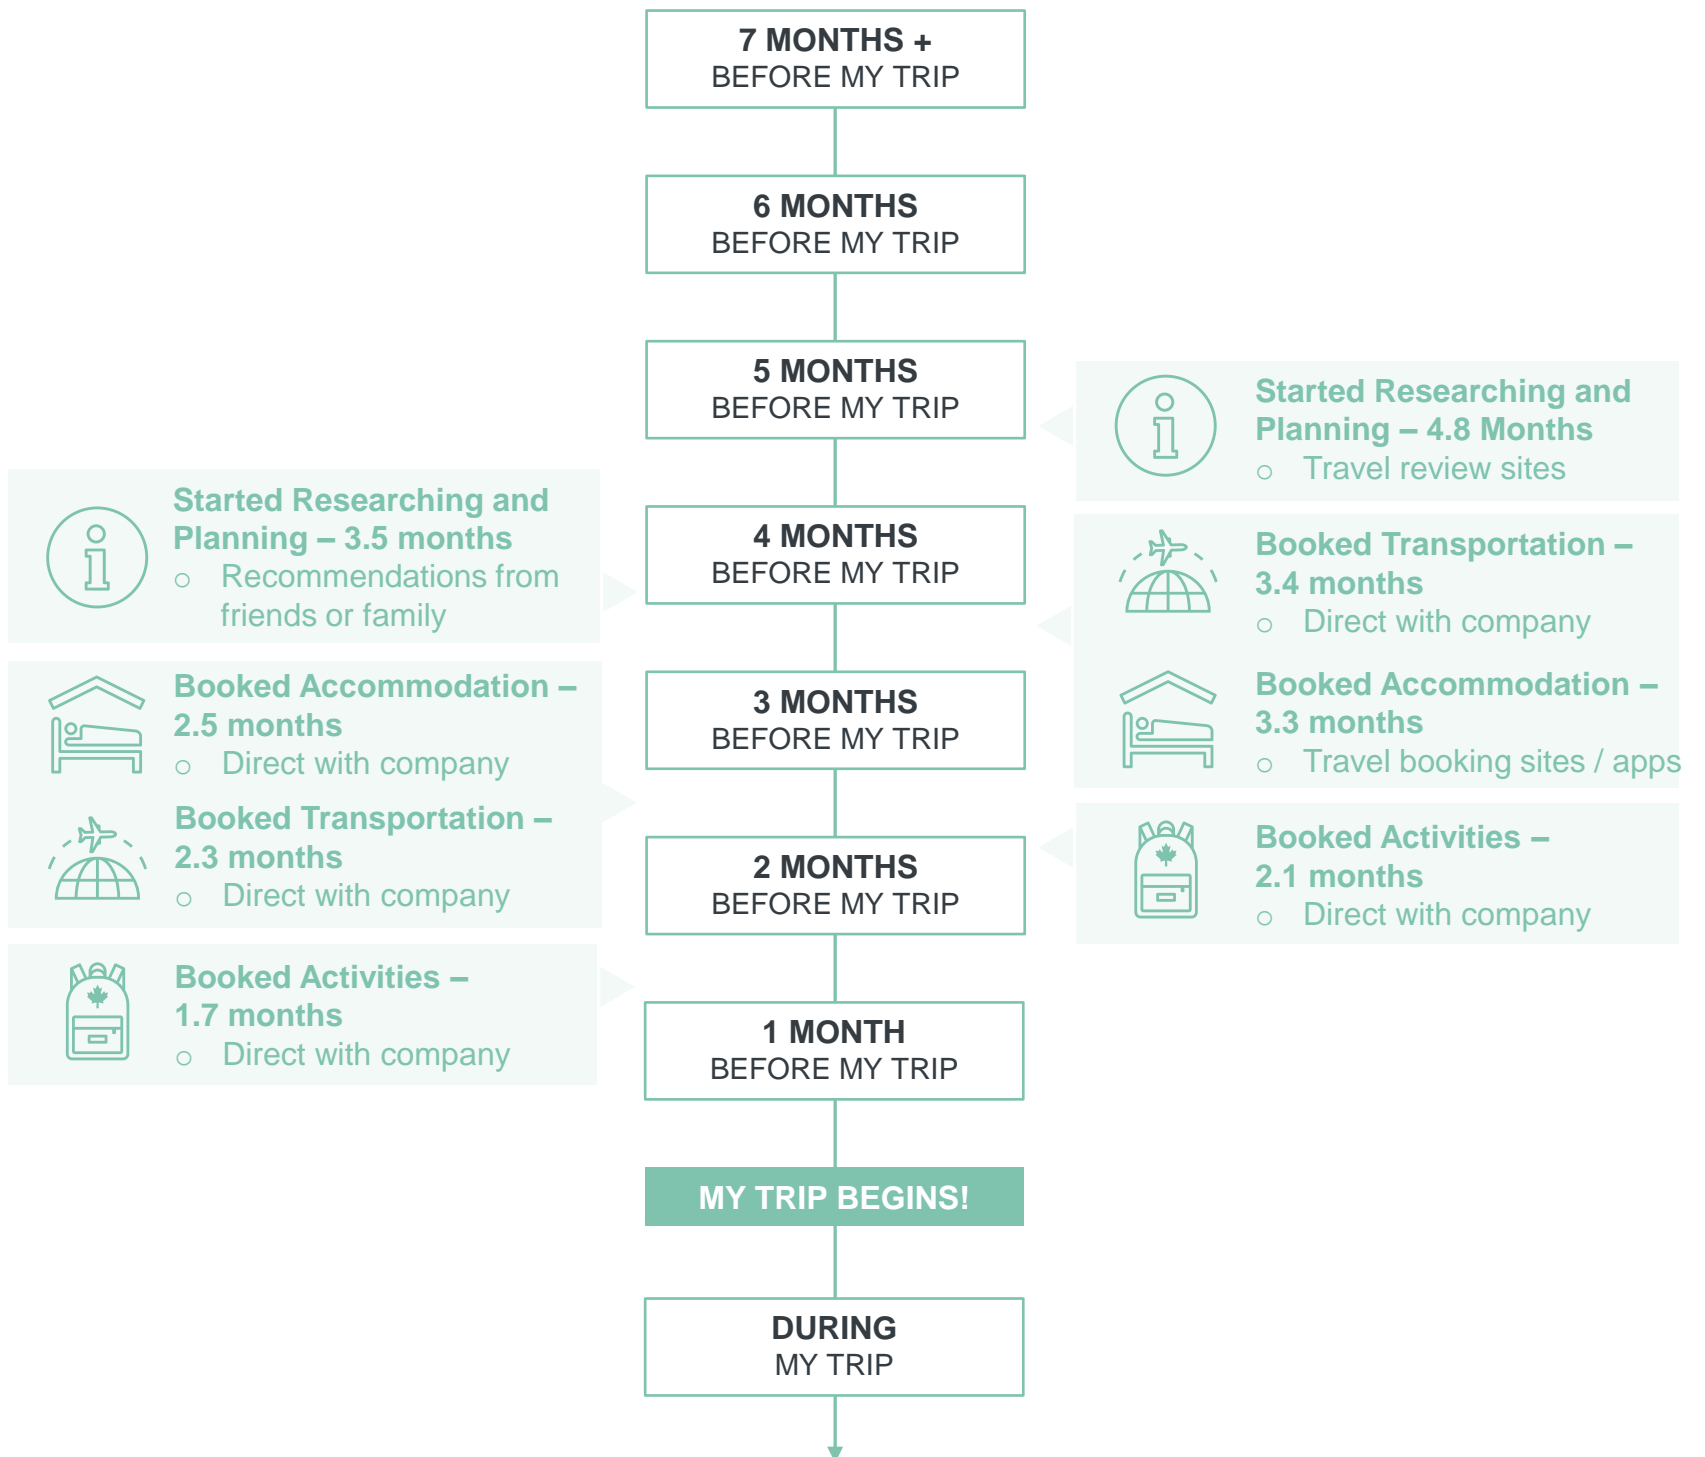 7 MONTHS +
BEFORE MY TRIP
6 MONTHS
BEFORE MY TRIP
5 MONTHS
BEFORE MY TRIP
Started Researching and
Planning – 4.8 Months
○ Travel review sites
Started Researching and
Planning – 3.5 months
○ Recommendations from
friends or family
4 MONTHS
BEFORE MY TRIP
Booked Transportation –
3.4 months
○ Direct with company
Booked Accommodation –
2.5 months
○ Direct with company
3 MONTHS
BEFORE MY TRIP
Booked Accommodation –
3.3 months
○ Travel booking sites / apps
Booked Transportation –
2.3 months
○ Direct with company
2 MONTHS
BEFORE MY TRIP
Booked Activities –
2.1 months
○ Direct with company
Booked Activities –
1.7 months
○ Direct with company
1 MONTH
BEFORE MY TRIP
MY TRIP BEGINS!
DURING
MY TRIP